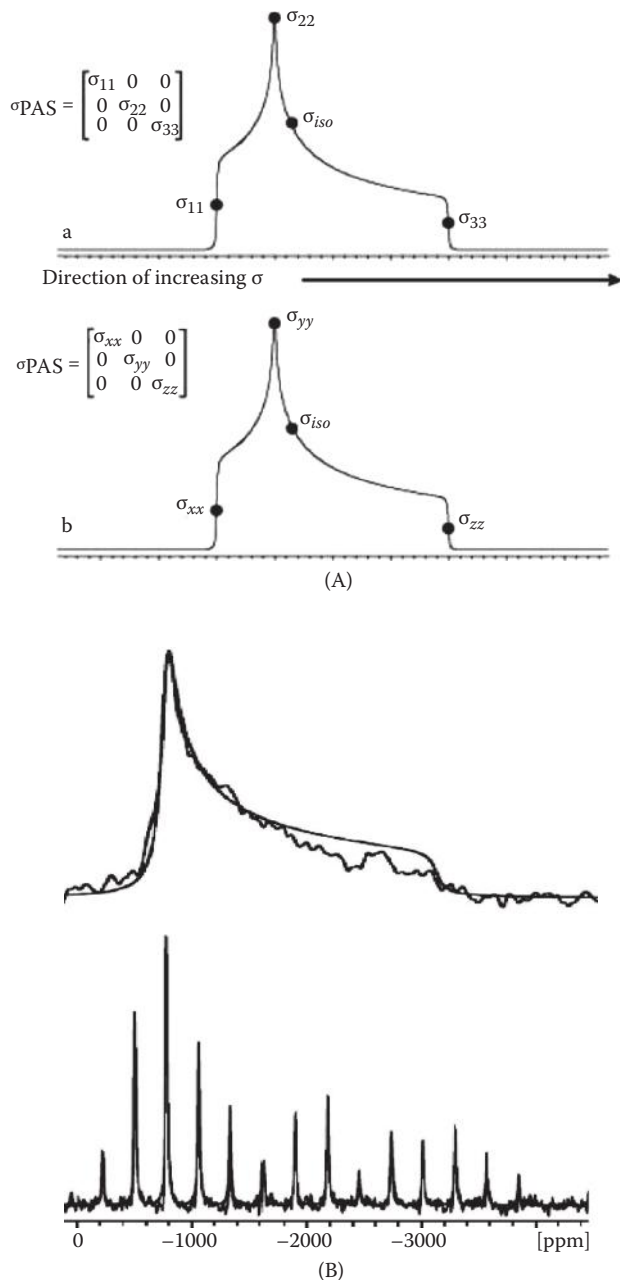 σ22
σPAS = [σ11 0 0
0 σ22 0
0 0 σ33]
σiso
σ11
σ33
a
Direction of increasing σ
σyy
σPAS = [σxx 0 0
0 σyy 0
0 0 σzz]
σiso
σxx
σzz
b
(A)
0 −1000 −2000 −3000 [ppm]
(B)